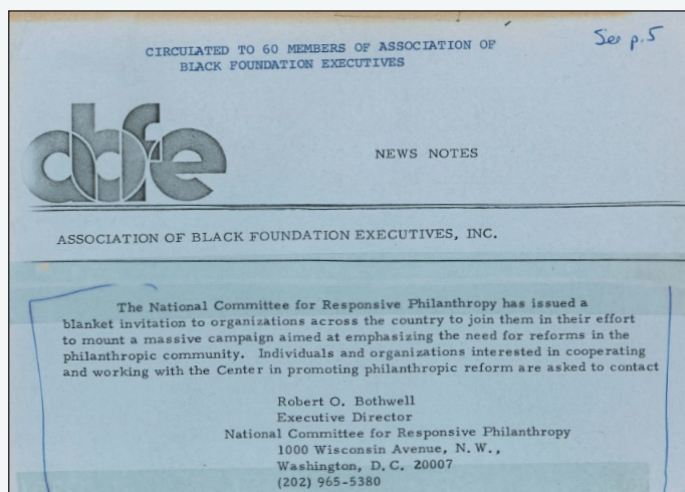 CIRCULATED TO 60 MEMBERS OF ASSOCIATION OF
BLACK FOUNDATION EXECUTIVES
See p.5
abfe
NEWS NOTES
ASSOCIATION OF BLACK FOUNDATION EXECUTIVES, INC.
The National Committee for Responsive Philanthropy has issued a
blanket invitation to organizations across the country to join them in their effort
to mount a massive campaign aimed at emphasizing the need for reforms in the
philanthropic community. Individuals and organizations interested in cooperating
and working with the Center in promoting philanthropic reform are asked to contact
Robert O. Bothwell
Executive Director
National Committee for Responsive Philanthropy
1000 Wisconsin Avenue, N. W.,
Washington, D. C. 20007
(202) 965-5380